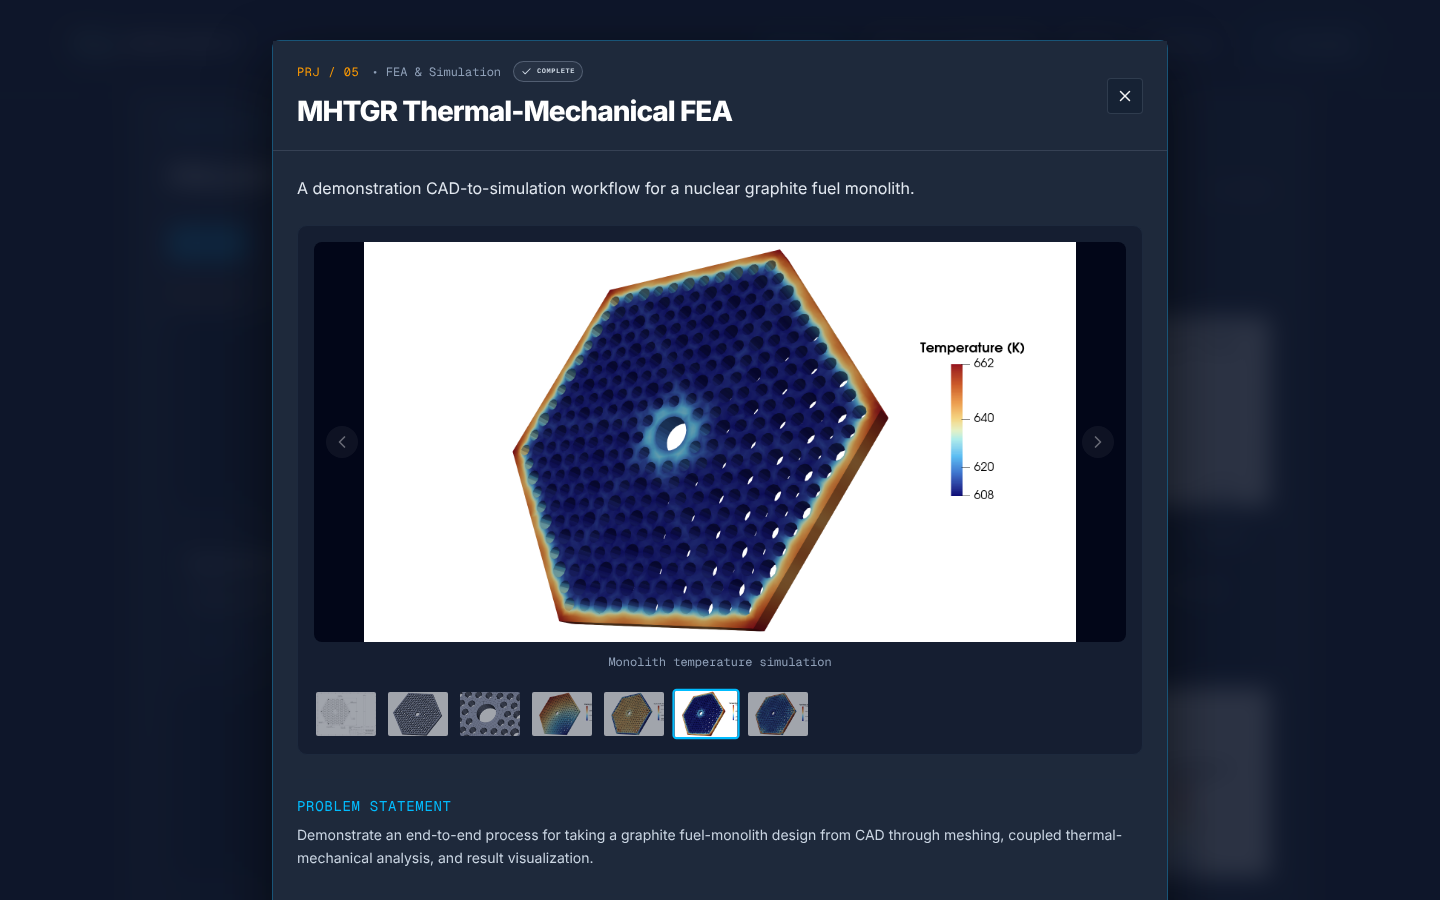 PRJ / 05 • FEA & Simulation COMPLETE
MHTGR Thermal-Mechanical FEA
A demonstration CAD-to-simulation workflow for a nuclear graphite fuel monolith.
Temperature (K)
662
640
620
608
Monolith temperature simulation
PROBLEM STATEMENT
Demonstrate an end-to-end process for taking a graphite fuel-monolith design from CAD through meshing, coupled thermal-
mechanical analysis, and result visualization.